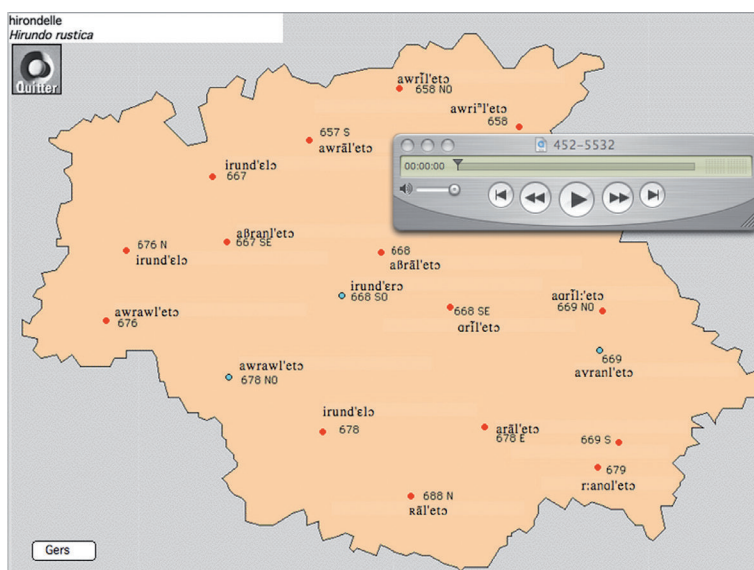 hirondelle
Hirundo rustica
Quitter
awrĩl'etɔ
658 NO
awriⁿl'etɔ
658
657 S
awrãl'etɔ
452-5532
00:00:00
irund'ɛlɔ
667
aβranl'etɔ
667 SE
676 N
irund'ɛlɔ
668
aβrãl'etɔ
irund'ɛrɔ
668 SO
668 SE
ɑrĩl'etɔ
aɑrĩl:'etɔ
669 NO
awrawl'etɔ
676
669
avranl'etɔ
awrawl'etɔ
678 NO
irund'ɛlɔ
678
arãl'etɔ
678 E
669 S
679
r:anɑl'etɔ
688 N
ʀãl'etɔ
Gers